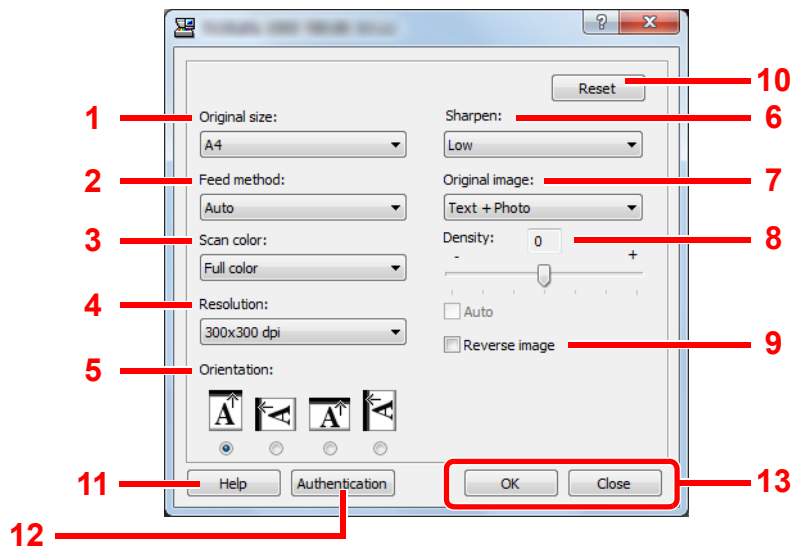 ?
X
Reset
10
1
Original size:
Sharpen:
6
A4
Low
2
Feed method:
Original image:
7
Auto
Text + Photo
3
Scan color:
Density:
0
8
Full color
-
+
4
Resolution:
Auto
300x300 dpi
Reverse image
9
5
Orientation:
A A A A
11
Help
Authentication
OK
Close
13
12